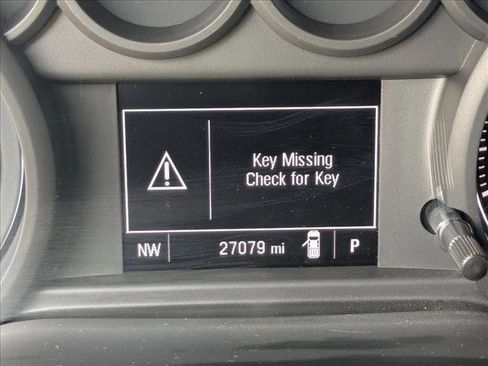 Key Missing
Check for Key
NW 27079 mi P